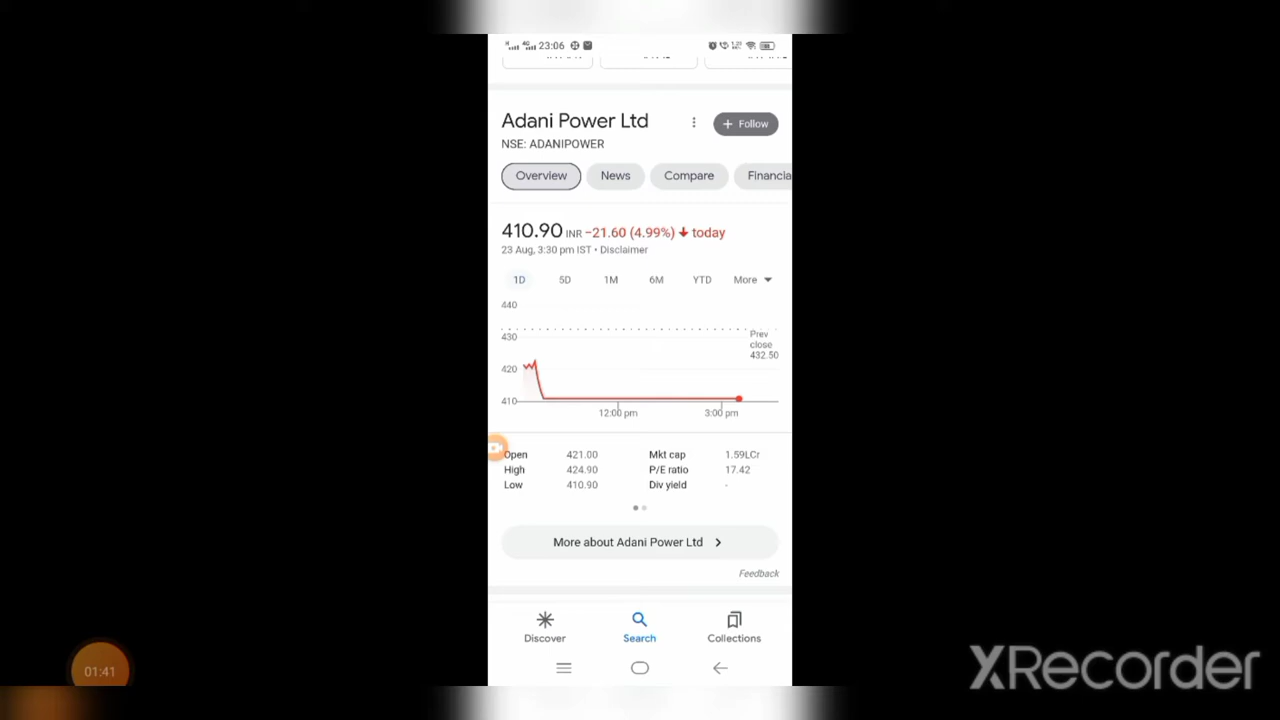 23:06
Adani Power Ltd
+ Follow
NSE: ADANIPOWER
Overview News Compare Financia
410.90 INR −21.60 (4.99%) ↓ today
23 Aug, 3:30 pm IST • Disclaimer
1D 5D 1M 6M YTD More
440
430
Prev
close
432.50
420
410
12:00 pm 3:00 pm
Open 421.00 Mkt cap 1.59LCr
High 424.90 P/E ratio 17.42
Low 410.90 Div yield -
More about Adani Power Ltd
Feedback
Discover Search Collections
01:41
XRecorder